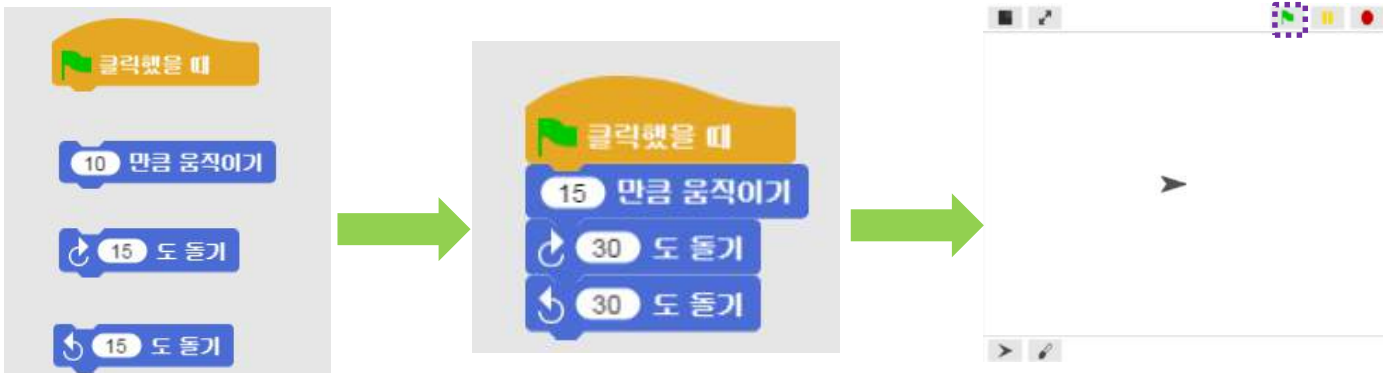 클릭했을 때
10 만큼 움직이기
15 도 돌기
15 도 돌기
클릭했을 때
15 만큼 움직이기
30 도 돌기
30 도 돌기